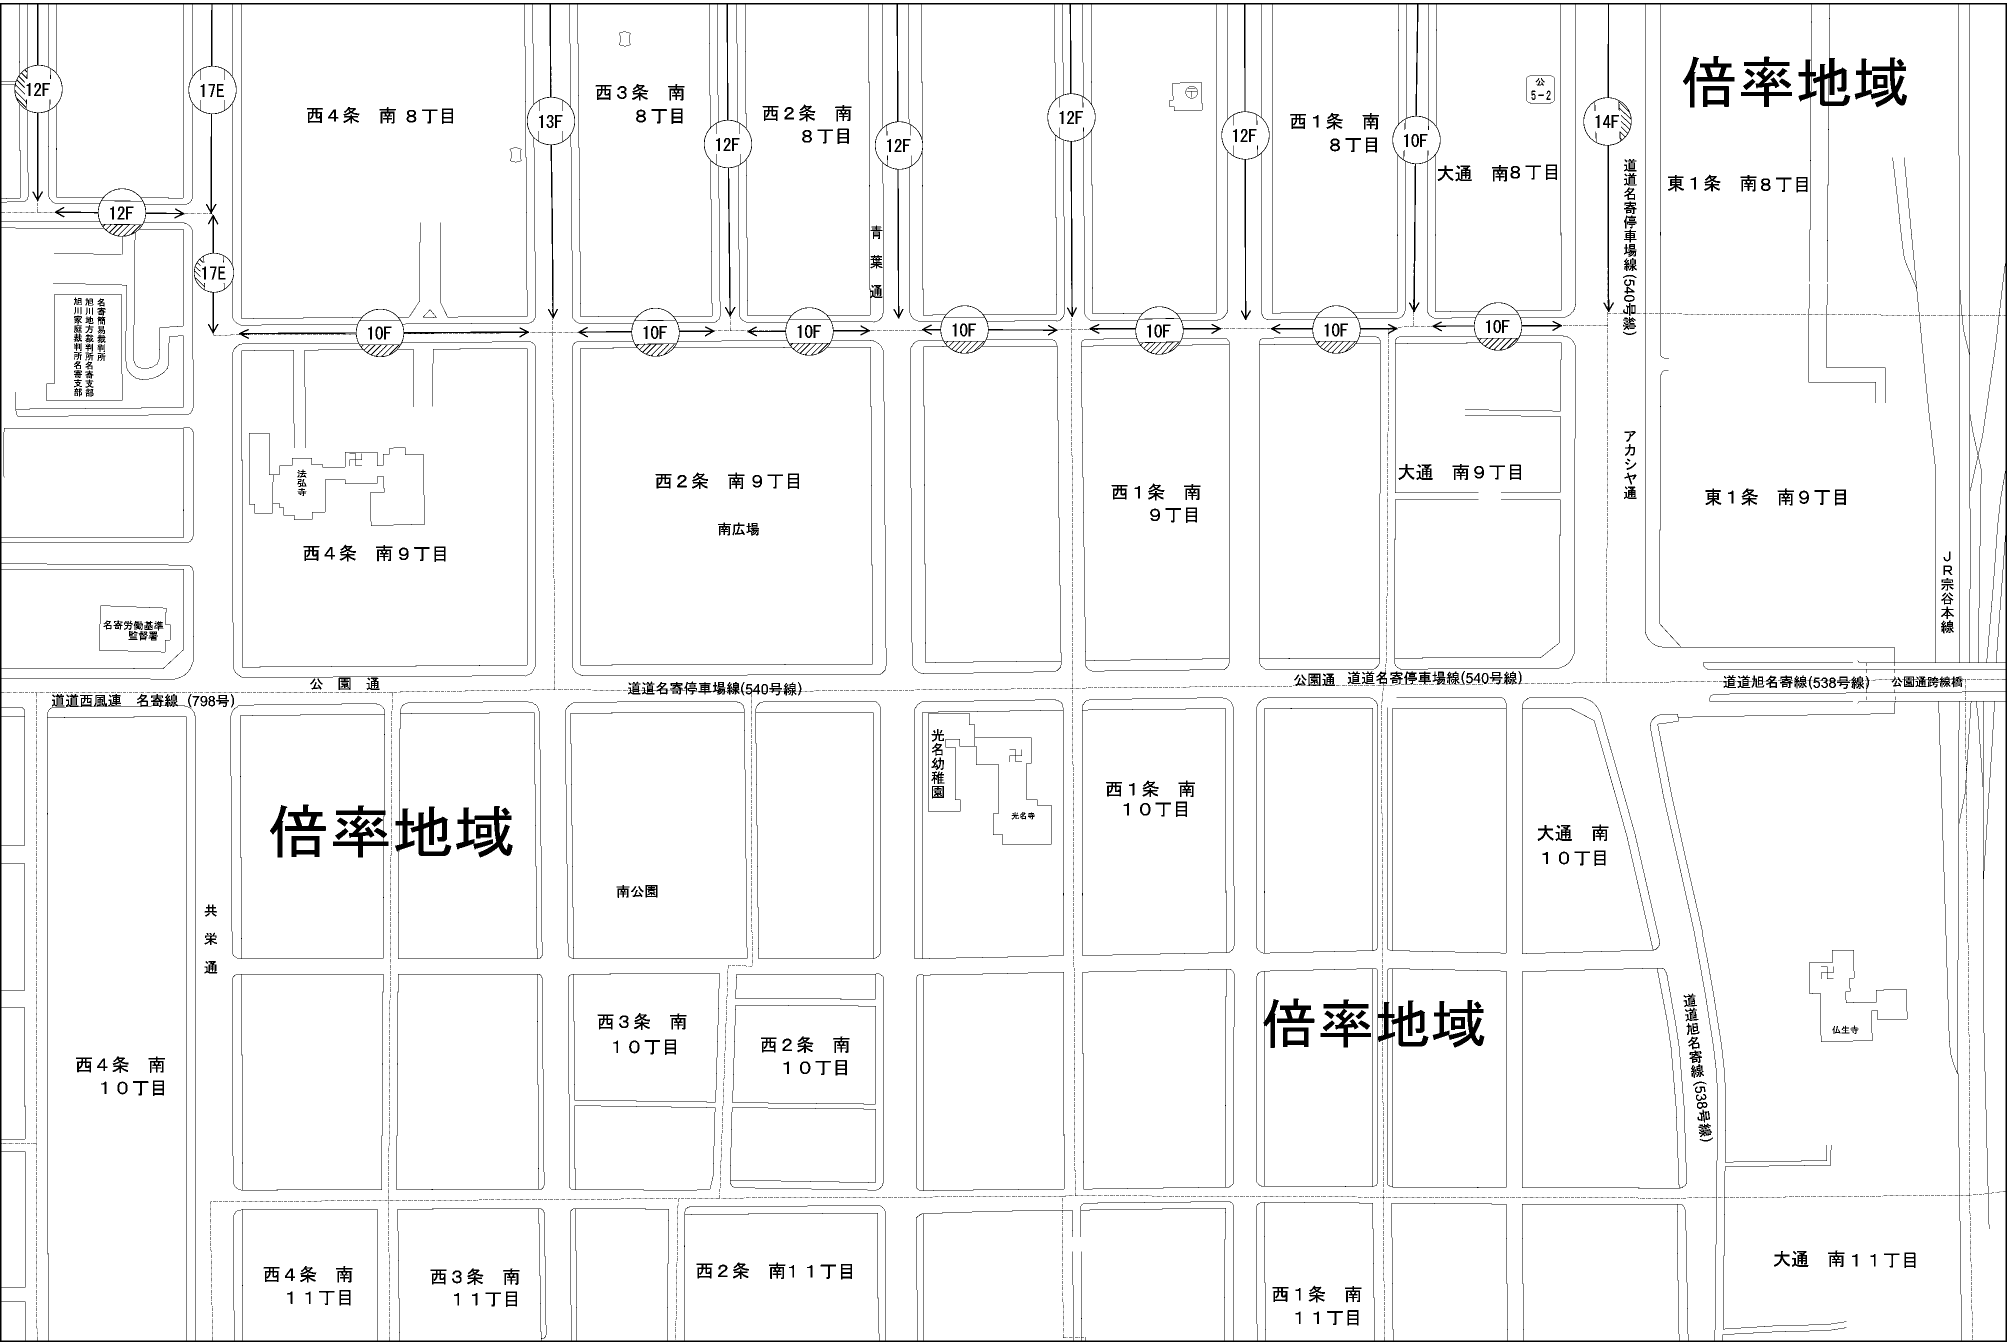 倍率地域
公
5-2
12F
17E
13F
12F
12F
12F
12F
10F
14F
西4条　南8丁目
西3条　南
8丁目
西2条　南
8丁目
西1条　南
8丁目
大通　南8丁目
東1条　南8丁目
12F
17E
青葉通
道道名寄停車場線(540号線)
10F
10F
10F
10F
10F
10F
10F
名寄簡易裁判所
旭川地方裁判所名寄支部
旭川家庭裁判所名寄支部
法弘寺
西4条　南9丁目
西2条　南9丁目
南広場
西1条　南
9丁目
大通　南9丁目
アカシヤ通
東1条　南9丁目
JR宗谷本線
名寄労働基準
監督署
公園通
道道西風連　名寄線 (798号)
道道名寄停車場線(540号線)
公園通
道道名寄停車場線(540号線)
道道旭名寄線(538号線)
公園通跨線橋
光名幼稚園
光名寺
西1条　南
10丁目
大通　南
10丁目
倍率地域
南公園
共栄通
西4条　南
10丁目
西3条　南
10丁目
西2条　南
10丁目
倍率地域
道道旭名寄線(538号線)
仏生寺
西4条　南
11丁目
西3条　南
11丁目
西2条　南11丁目
西1条　南
11丁目
大通　南11丁目